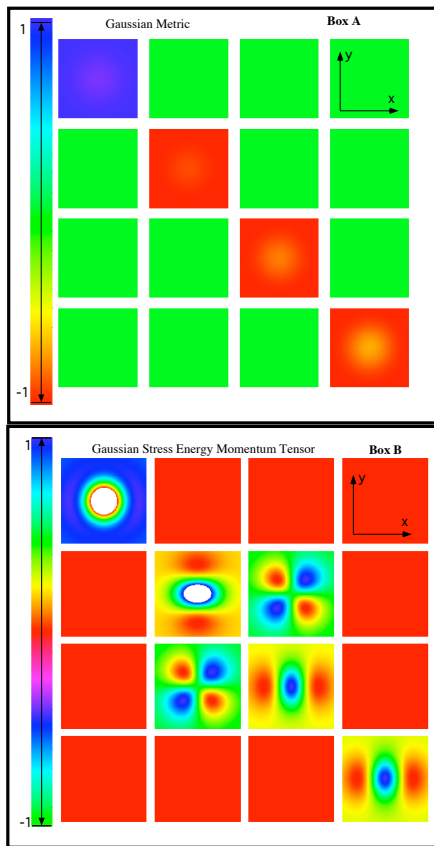 Gaussian Metric
Box A
1
y
x
-1
Gaussian Stress Energy Momentum Tensor
Box B
1
y
x
-1